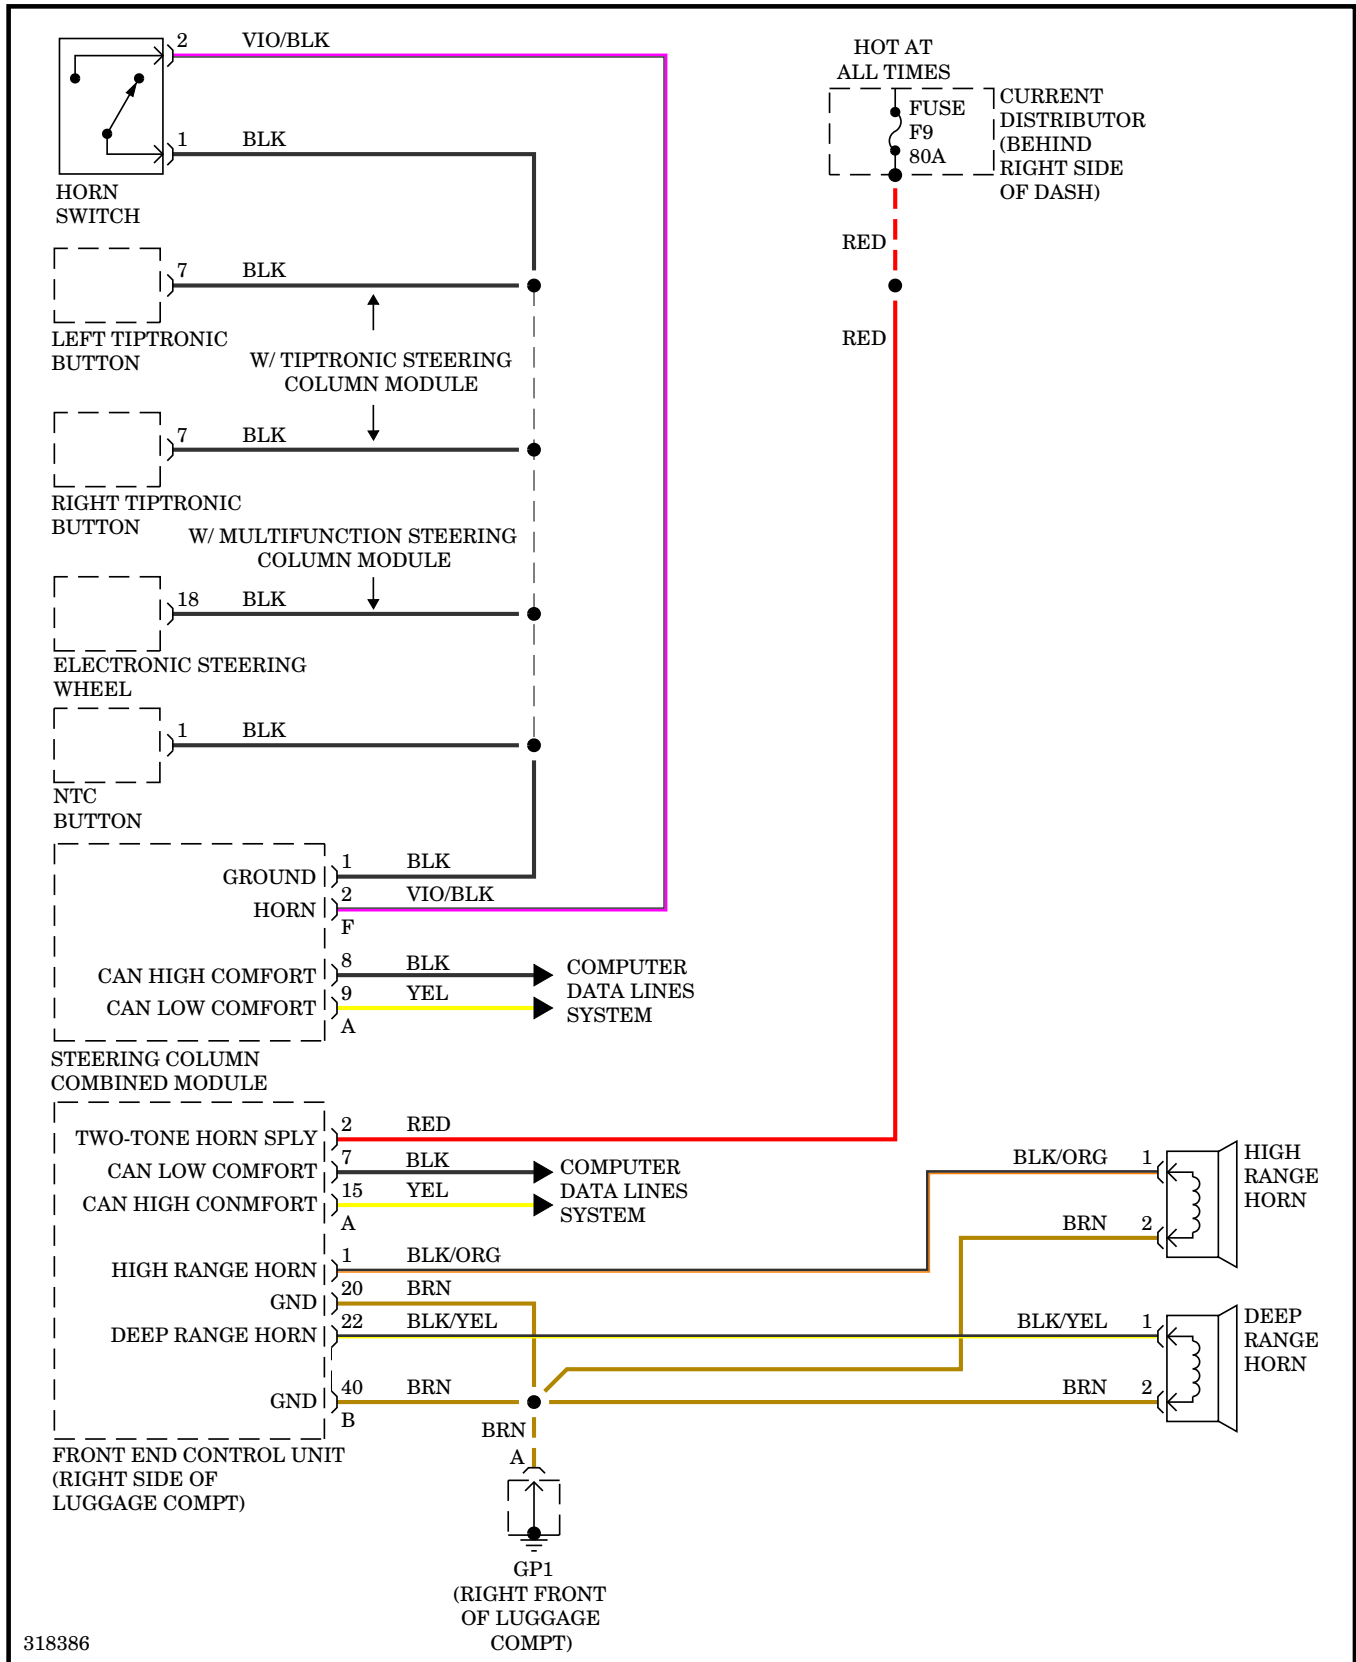 2 VIO/BLK
1 BLK
HORN
SWITCH
HOT AT
ALL TIMES
FUSE
F9
80A
CURRENT
DISTRIBUTOR
(BEHIND
RIGHT SIDE
OF DASH)
RED
RED
7 BLK
LEFT TIPTRONIC
BUTTON
W/ TIPTRONIC STEERING
COLUMN MODULE
7 BLK
RIGHT TIPTRONIC
BUTTON
W/ MULTIFUNCTION STEERING
COLUMN MODULE
18 BLK
ELECTRONIC STEERING
WHEEL
1 BLK
NTC
BUTTON
GROUND 1 BLK
HORN 2 VIO/BLK
F
CAN HIGH COMFORT 8 BLK
CAN LOW COMFORT 9 YEL
A
COMPUTER
DATA LINES
SYSTEM
STEERING COLUMN
COMBINED MODULE
TWO-TONE HORN SPLY 2 RED
CAN LOW COMFORT 7 BLK
CAN HIGH CONMFORT 15 YEL
A
COMPUTER
DATA LINES
SYSTEM
HIGH RANGE HORN 1 BLK/ORG
GND 20 BRN
DEEP RANGE HORN 22 BLK/YEL
GND 40 BRN
B
BLK/ORG 1
BRN 2
HIGH
RANGE
HORN
BLK/YEL 1
BRN 2
DEEP
RANGE
HORN
FRONT END CONTROL UNIT
(RIGHT SIDE OF
LUGGAGE COMPT)
BRN
A
GP1
(RIGHT FRONT
OF LUGGAGE
COMPT)
318386